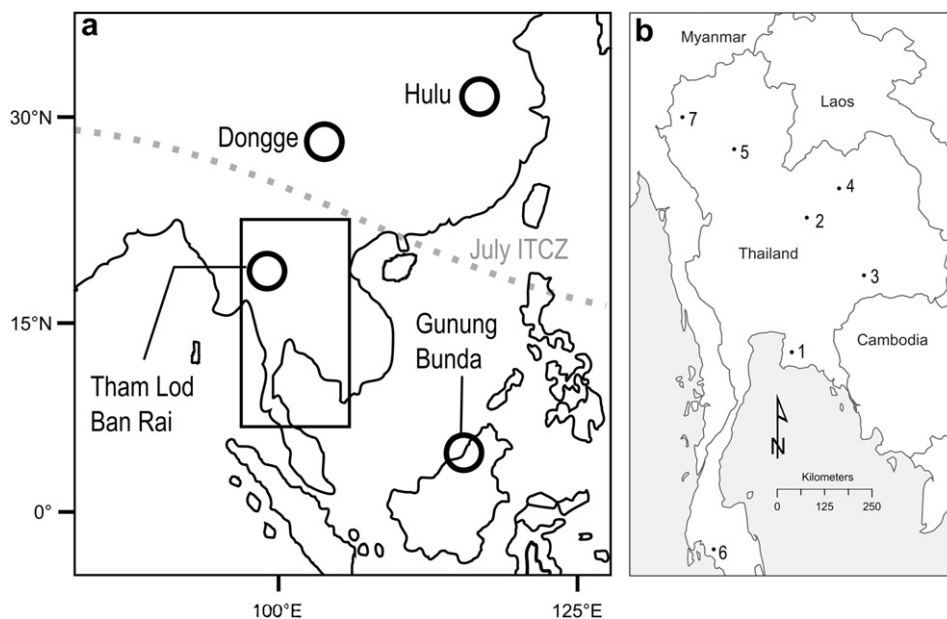 a
Hulu
30°N
Dongge
July ITCZ
15°N
Gunung
Bunda
Tham Lod
Ban Rai
0°
100°E
125°E
b
Myanmar
Laos
7
5
4
2
Thailand
3
Cambodia
1
N
Kilometers
0 125 250
6